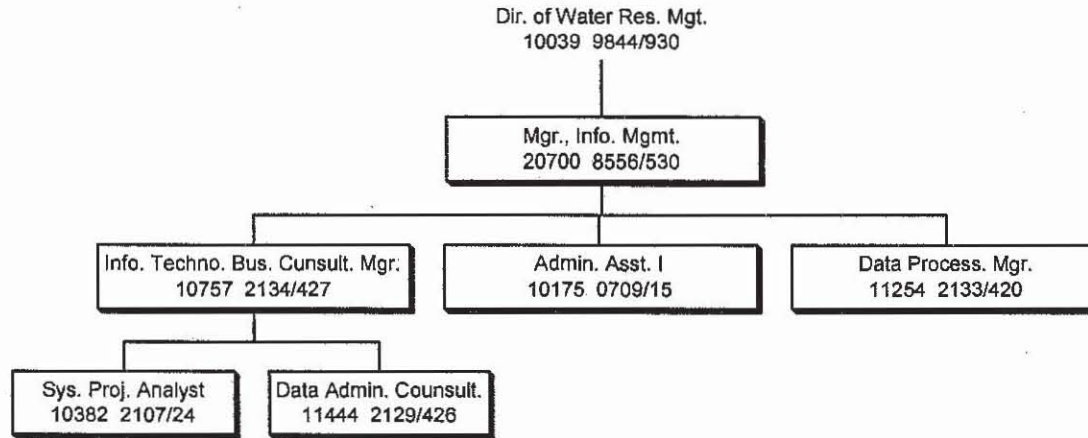 Dir. of Water Res. Mgt.
10039 9844/930
Mgr., Info. Mgmt.
20700 8556/530
Info. Techno. Bus. Cunsult. Mgr.
10757 2134/427
Admin. Asst. I
10175 0709/15
Data Process. Mgr.
11254 2133/420
Sys. Proj. Analyst
10382 2107/24
Data Admin. Counsult.
11444 2129/426